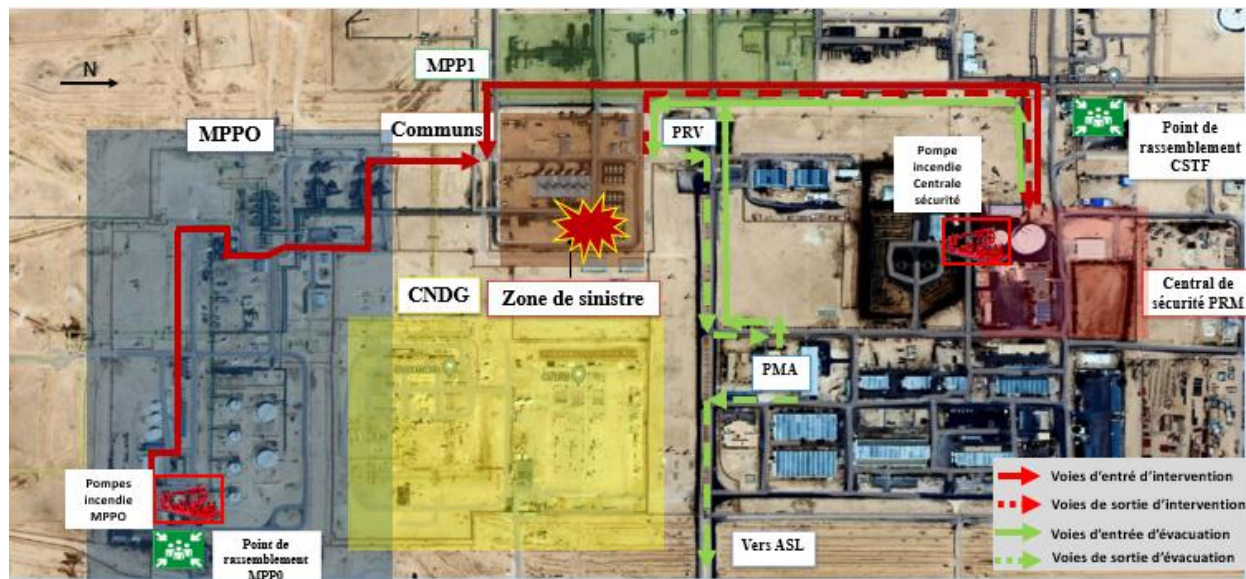 N
MPP1
MPPO
Communs
PRV
Point de
rassemblement
CSTF
Pompe
incendie
Centrale
sécurité
CNDG
Zone de sinistre
Central de
sécurité PRM
PMA
Pompes
incendie
MPPO
Point de
rassemblement
MPP0
Vers ASL
Voies d'entré d'intervention
Voies de sortie d'intervention
Voies d'entrée d'évacuation
Voies de sortie d'évacuation